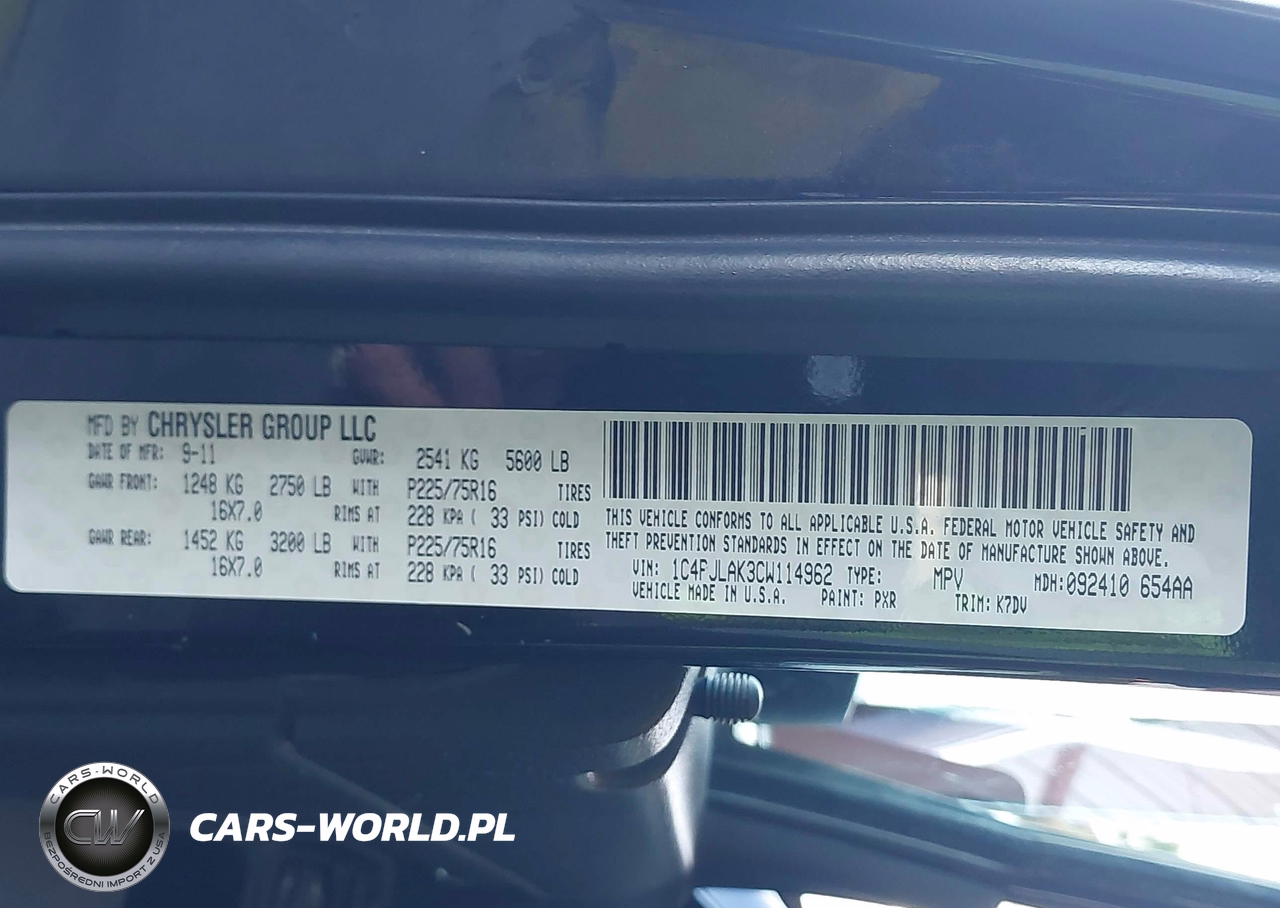 MFD BY CHRYSLER GROUP LLC
DATE OF MFR: 9-11 GVWR: 2541 KG 5600 LB
GAWR FRONT: 1248 KG 2750 LB WITH P225/75R16 TIRES
16X7.0 RIMS AT 228 KPA ( 33 PSI) COLD
GAWR REAR: 1452 KG 3200 LB WITH P225/75R16 TIRES
16X7.0 RIMS AT 228 KPA ( 33 PSI) COLD
THIS VEHICLE CONFORMS TO ALL APPLICABLE U.S.A. FEDERAL MOTOR VEHICLE SAFETY AND
THEFT PREVENTION STANDARDS IN EFFECT ON THE DATE OF MANUFACTURE SHOWN ABOVE.
VIN: 1C4FJLAK3CW114962 TYPE: MPV MDH:092410 654AA
VEHICLE MADE IN U.S.A. PAINT: PXR TRIM: K7DV
CARS-WORLD
CW
BEZPOŚREDNI IMPORT Z USA
CARS-WORLD.PL